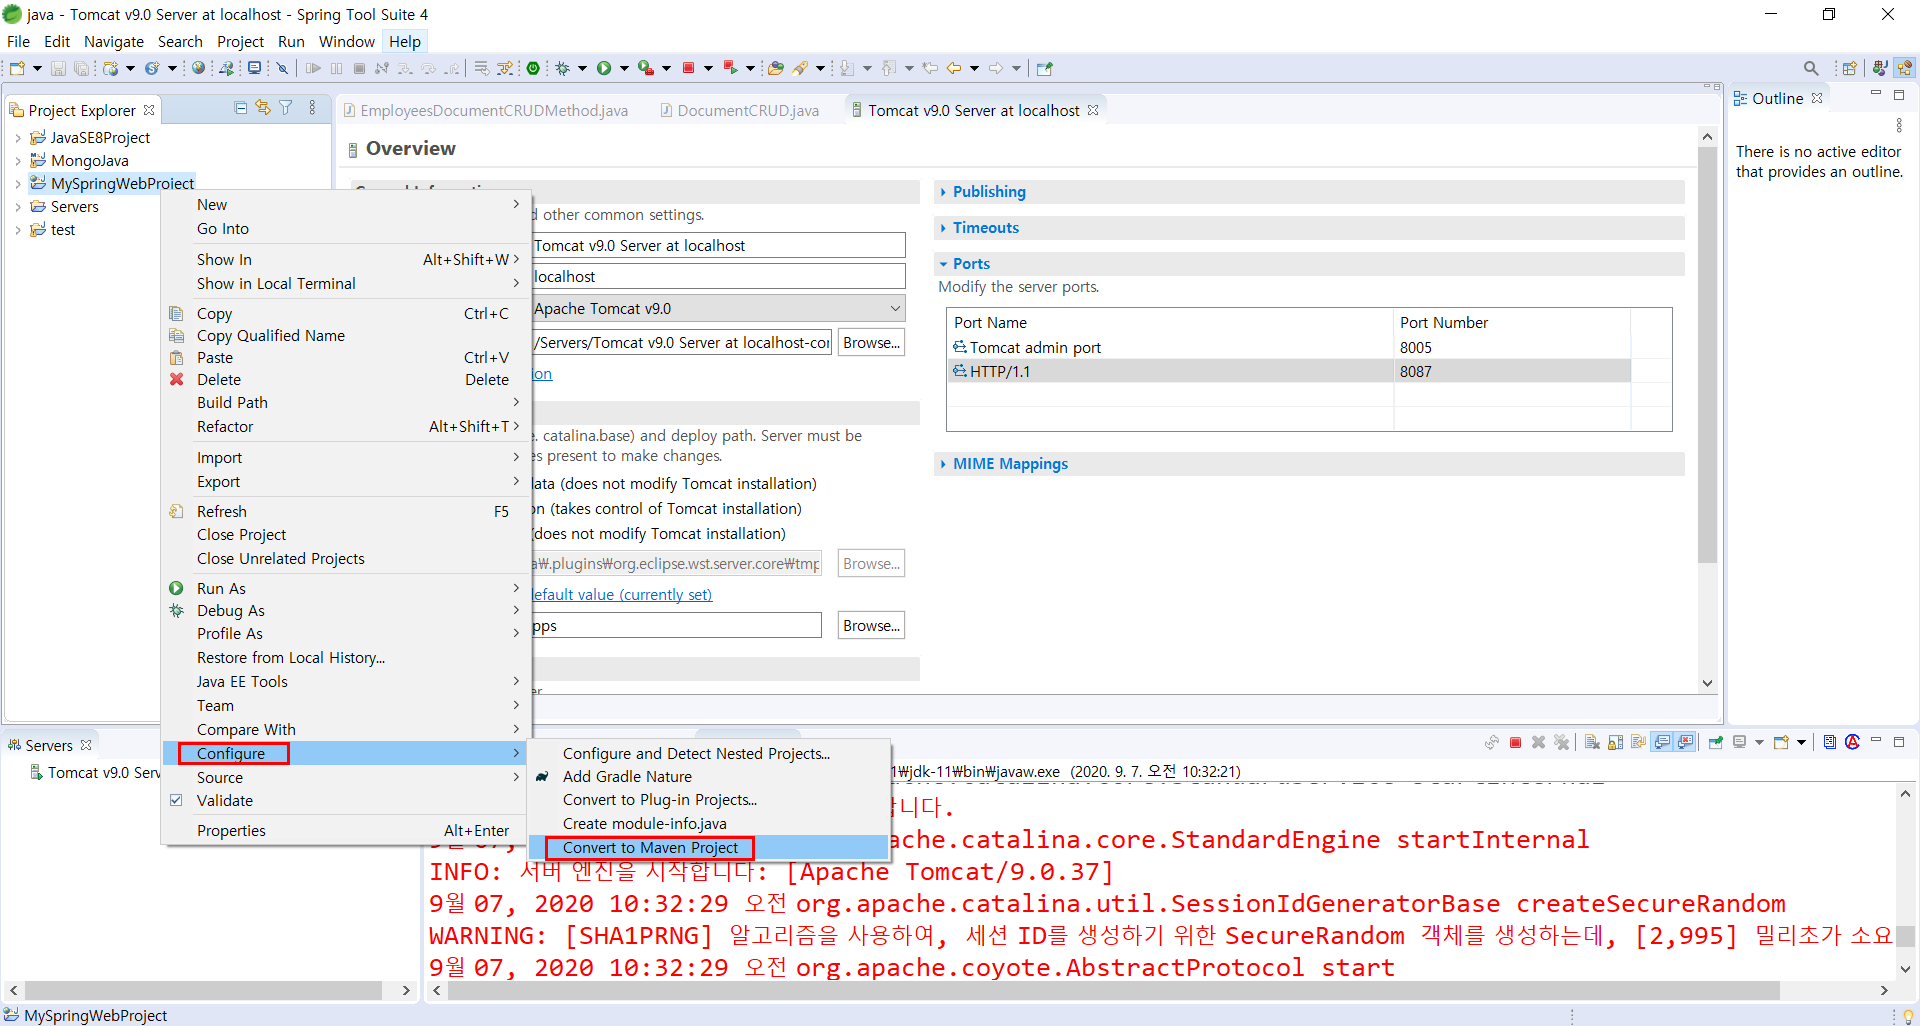 java - Tomcat v9.0 Server at localhost - Spring Tool Suite 4
File Edit Navigate Search Project Run Window Help
Project Explorer
EmployeesDocumentCRUDMethod.java DocumentCRUD.java Tomcat v9.0 Server at localhost
Outline
JavaSE8Project
MongoJava
MySpringWebProject
Servers
test
There is no active editor
that provides an outline.
Overview
d other common settings.
Tomcat v9.0 Server at localhost
localhost
Apache Tomcat v9.0
/Servers/Tomcat v9.0 Server at localhost-cor Browse...
ion
e. catalina.base) and deploy path. Server must be
es present to make changes.
lata (does not modify Tomcat installation)
on (takes control of Tomcat installation)
(does not modify Tomcat installation)
a₩.plugins₩org.eclipse.wst.server.core₩tmp Browse...
efault value (currently set)
pps Browse...
er
Publishing
Timeouts
Ports
Modify the server ports.
Port Name Port Number
Tomcat admin port 8005
HTTP/1.1 8087
MIME Mappings
New
Go Into
Show In Alt+Shift+W
Show in Local Terminal
Copy Ctrl+C
Copy Qualified Name
Paste Ctrl+V
Delete Delete
Build Path
Refactor Alt+Shift+T
Import
Export
Refresh F5
Close Project
Close Unrelated Projects
Run As
Debug As
Profile As
Restore from Local History...
Java EE Tools
Team
Compare With
Configure
Source
Validate
Properties Alt+Enter
Configure and Detect Nested Projects...
Add Gradle Nature
Convert to Plug-in Projects...
Create module-info.java
Convert to Maven Project
Servers
Tomcat v9.0 Serv
1₩jdk-11₩bin₩javaw.exe (2020. 9. 7. 오전 10:32:21)
합니다.
ache.catalina.core.StandardEngine startInternal
INFO: 서버 엔진을 시작합니다: [Apache Tomcat/9.0.37]
9월 07, 2020 10:32:29 오전 org.apache.catalina.util.SessionIdGeneratorBase createSecureRandom
WARNING: [SHA1PRNG] 알고리즘을 사용하여, 세션 ID를 생성하기 위한 SecureRandom 객체를 생성하는데, [2,995] 밀리초가 소요
9월 07, 2020 10:32:29 오전 org.apache.coyote.AbstractProtocol start
MySpringWebProject